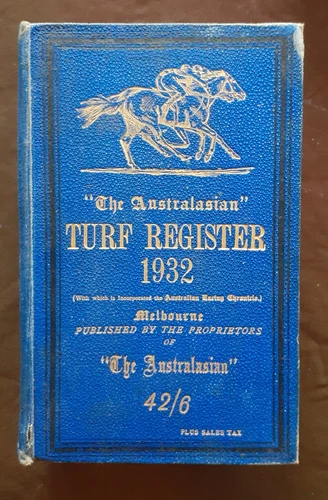 "The Australasian"
TURF REGISTER
1932
(With which is Incorporated the Australian Racing Chronicle.)
Melbourne
PUBLISHED BY THE PROPRIETORS
OF
"The Australasian"
42/6
PLUS SALES TAX